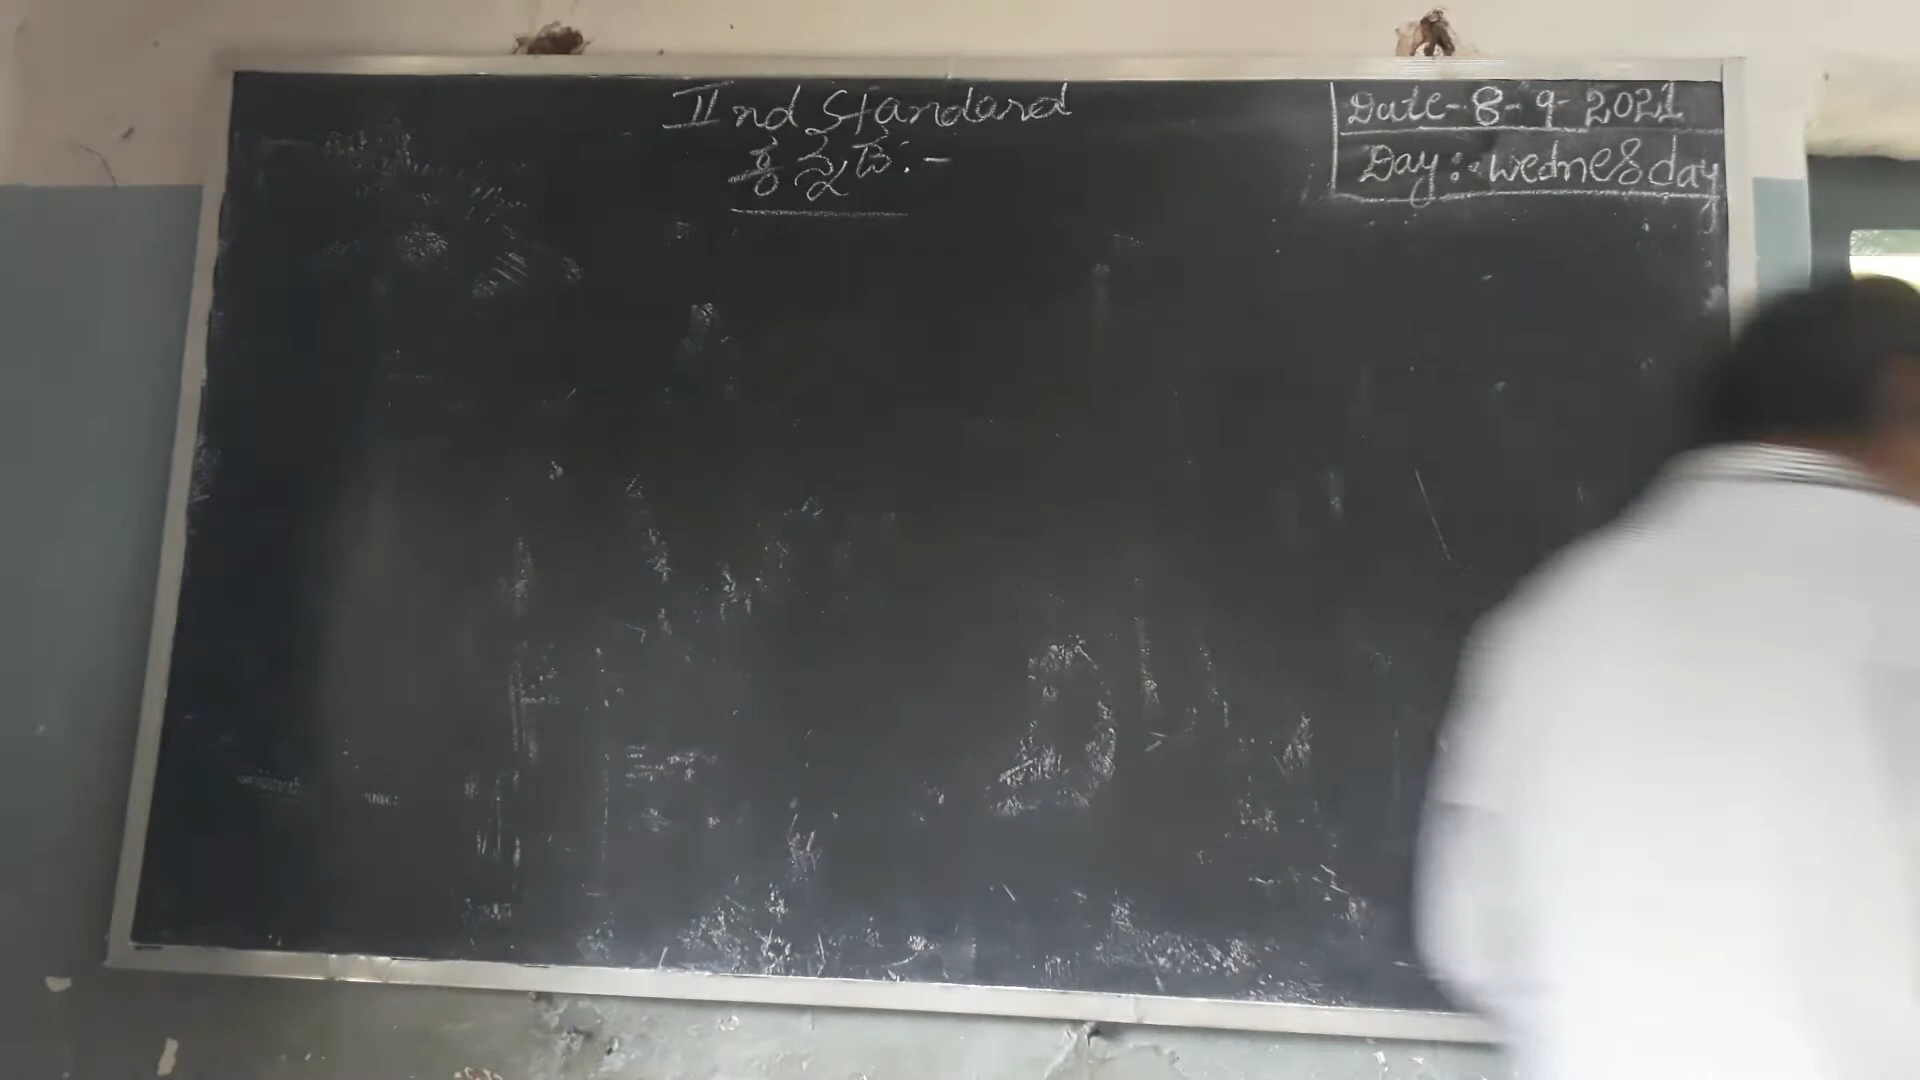 IInd Standard
ಕನ್ನಡ:-
Date-8-9-2021
Day:-Wednesday